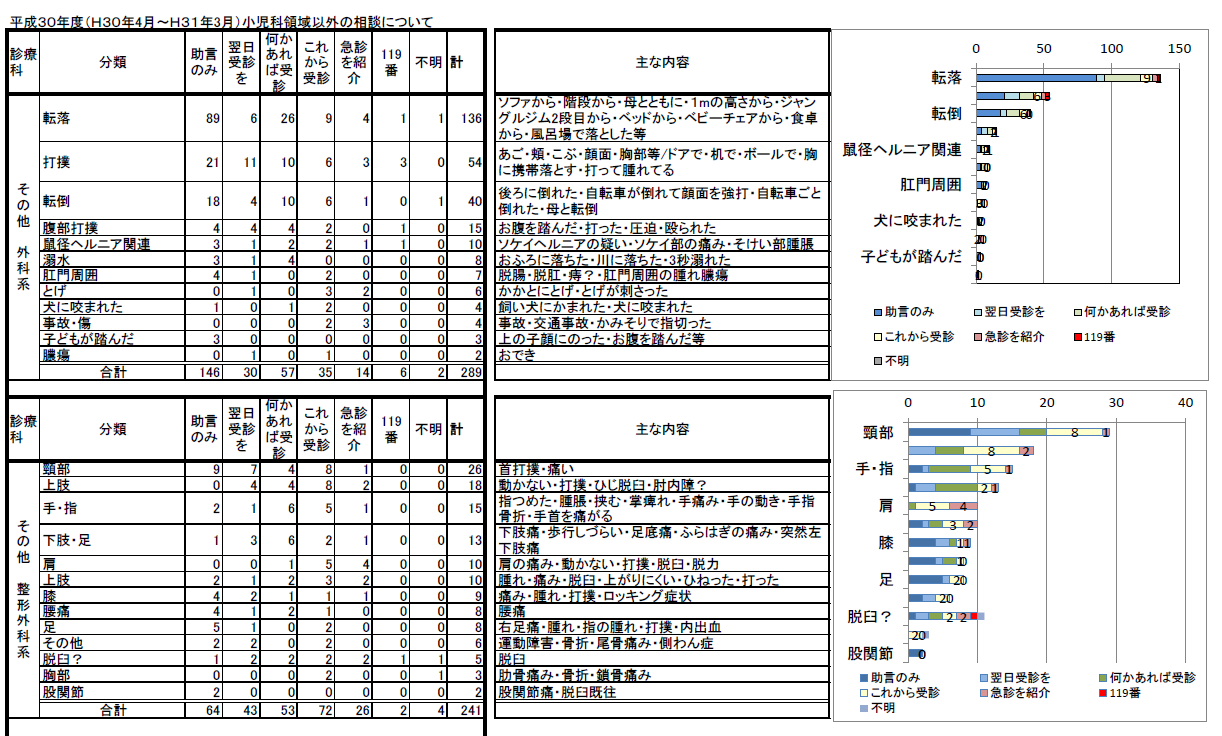 平成30年度(H30年4月~H31年3月)小児科領域以外の相談について
診療科 分類 助言のみ 翌日受診を 何かあれば受診 これから受診 急診を紹介 119番 不明 計 主な内容
その他 外科系
転落 89 6 26 9 4 1 1 136 ソファから・階段から・母とともに・1mの高さから・ジャン
グルジム2段目から・ベッドから・ベビーチェアから・食卓
から・風呂場で落とした等
打撲 21 11 10 6 3 3 0 54 あご・頬・こぶ・顔面・胸部等/ドアで・机で・ボールで・胸
に携帯落とす・打って腫れてる
転倒 18 4 10 6 1 0 1 40 後ろに倒れた・自転車が倒れて顔面を強打・自転車ごと
倒れた・母と転倒
腹部打撲 4 4 4 2 0 1 0 15 お腹を踏んだ・打った・圧迫・殴られた
鼠径ヘルニア関連 3 1 2 2 1 1 0 10 ソケイヘルニアの疑い・ソケイ部の痛み・そけい部腫脹
溺水 3 1 4 0 0 0 0 8 おふろに落ちた・川に落ちた・3秒溺れた
肛門周囲 4 1 0 2 0 0 0 7 脱腸・脱肛・痔?・肛門周囲の腫れ膿瘍
とげ 0 1 0 3 2 0 0 6 かかとにとげ・とげが刺さった
犬に咬まれた 1 0 1 2 0 0 0 4 飼い犬にかまれた・犬に咬まれた
事故・傷 0 0 0 2 3 0 0 4 事故・交通事故・かみそりで指切った
子どもが踏んだ 3 0 0 0 0 0 0 3 上の子顔にのった・お腹を踏んだ等
膿瘍 0 1 0 1 0 0 0 2 おでき
合計 146 30 57 35 14 6 2 289
0 50 100 150
転落
転倒
鼠径ヘルニア関連
肛門周囲
犬に咬まれた
子どもが踏んだ
助言のみ 翌日受診を 何かあれば受診
これから受診 急診を紹介 119番
不明
診療科 分類 助言のみ 翌日受診を 何かあれば受診 これから受診 急診を紹介 119番 不明 計 主な内容
その他 整形外科系
頸部 9 7 4 8 1 0 0 26 首打撲・痛い
上肢 0 4 4 8 2 0 0 18 動かない・打撲・ひじ脱臼・肘内障?
手・指 2 1 6 5 1 0 0 15 指つめた・腫脹・挟む・掌痺れ・手痛み・手の動き・手指
骨折・手首を痛がる
下肢・足 1 3 6 2 1 0 0 13 下肢痛・歩行しづらい・足底痛・ふらはぎの痛み・突然左
下肢痛
肩 0 0 1 5 4 0 0 10 肩の痛み・動かない・打撲・脱臼・脱力
上肢 2 1 2 3 2 0 0 10 腫れ・痛み・脱臼・上がりにくい・ひねった・打った
膝 4 2 1 1 1 0 0 9 痛み・腫れ・打撲・ロッキング症状
腰痛 4 1 2 1 0 0 0 8 腰痛
足 5 1 0 2 0 0 0 8 右足痛・腫れ・指の腫れ・打撲・内出血
その他 2 2 0 2 0 0 0 6 運動障害・骨折・尾骨痛み・側わん症
脱臼? 1 2 2 2 2 1 1 5 脱臼
胸部 0 0 0 2 0 0 1 3 肋骨痛み・骨折・鎖骨痛み
股関節 2 0 0 0 0 0 0 2 股関節痛・脱臼既往
合計 64 43 53 72 26 2 4 241
0 10 20 30 40
頸部 8 1
8 2
手・指 5 1
2 1
肩 5 4
3 2
膝 1 1
1 0
足 2 0
2 0
脱臼? 2 2
2 0
股関節 0
助言のみ 翌日受診を 何かあれば受診
これから受診 急診を紹介 119番
不明